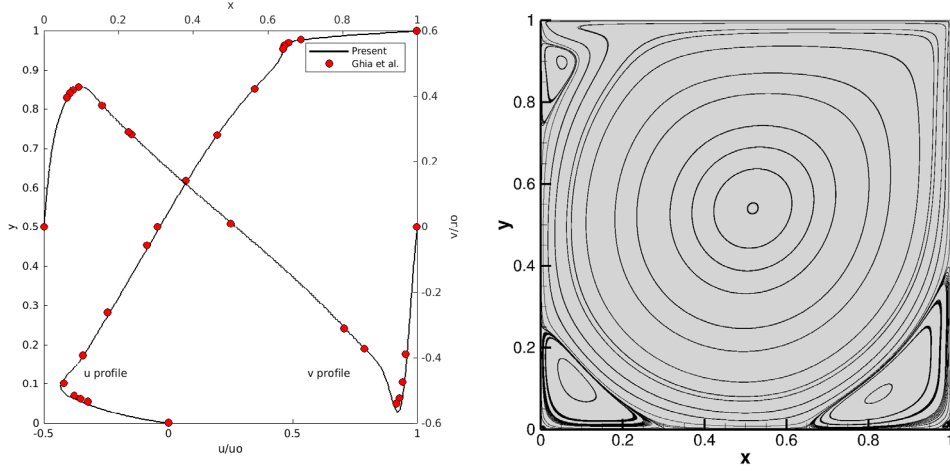 x
0 0.2 0.4 0.6 0.8 1
1 0.6
Present
Ghia et al.
0.9
0.8 0.4
0.7
0.2
0.6
y 0.5 0 v/uo
0.4
-0.2
0.3
0.2 -0.4
u profile v profile
0.1
0 -0.6
-0.5 0 0.5 1
u/uo
1
0.8
0.6
y
0.4
0.2
0
0 0.2 0.4 0.6 0.8 1
x